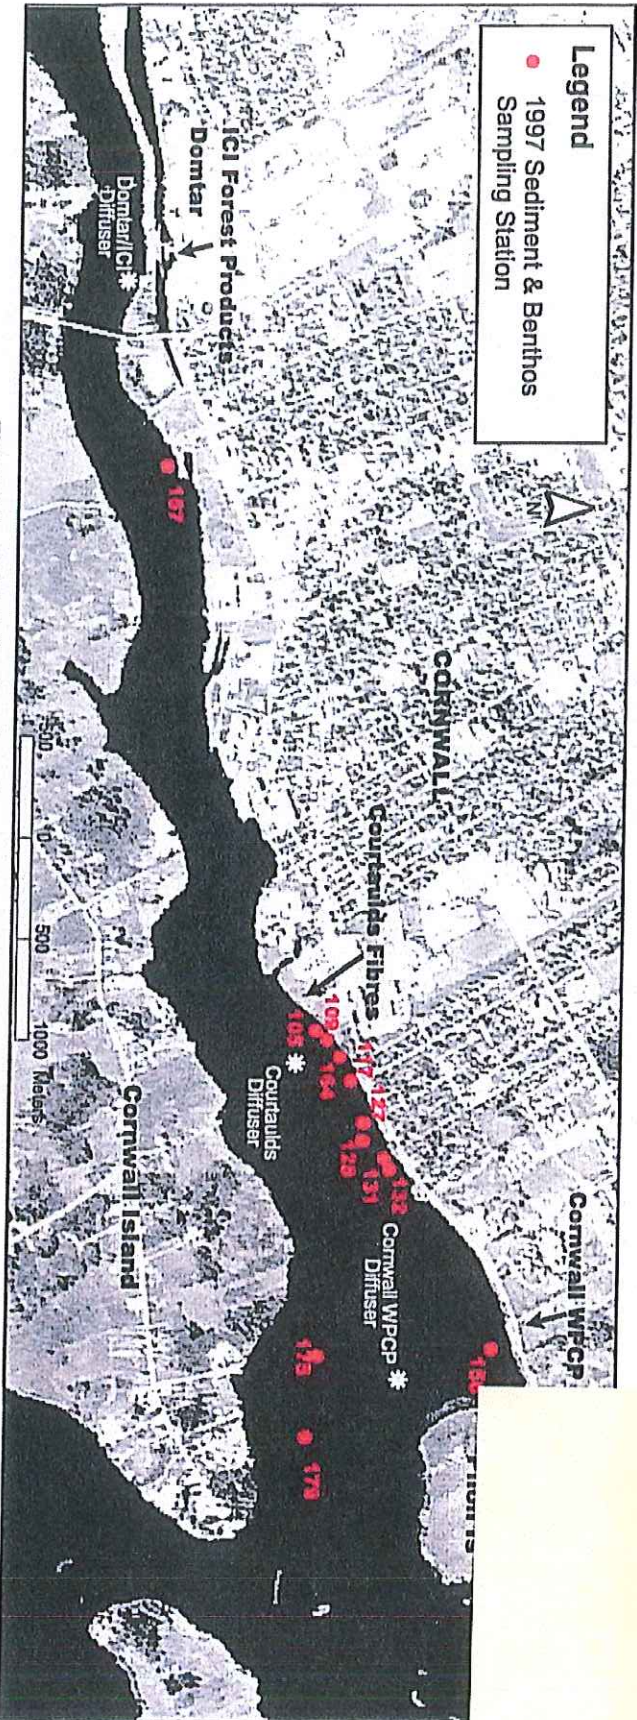 Legend
1997 Sediment & Benthos
Sampling Station
N
ICI Forest Products
Domtar
Domtar/ICI
Diffuser
167
CORNWALL
Courtaulds Fibres
109
105
164
117
127
128
131
132
Courtaulds
Diffuser
Cornwall WPCP
Cornwall WPCP
Diffuser
176
500
0
500
1000 Meters
Cornwall Island